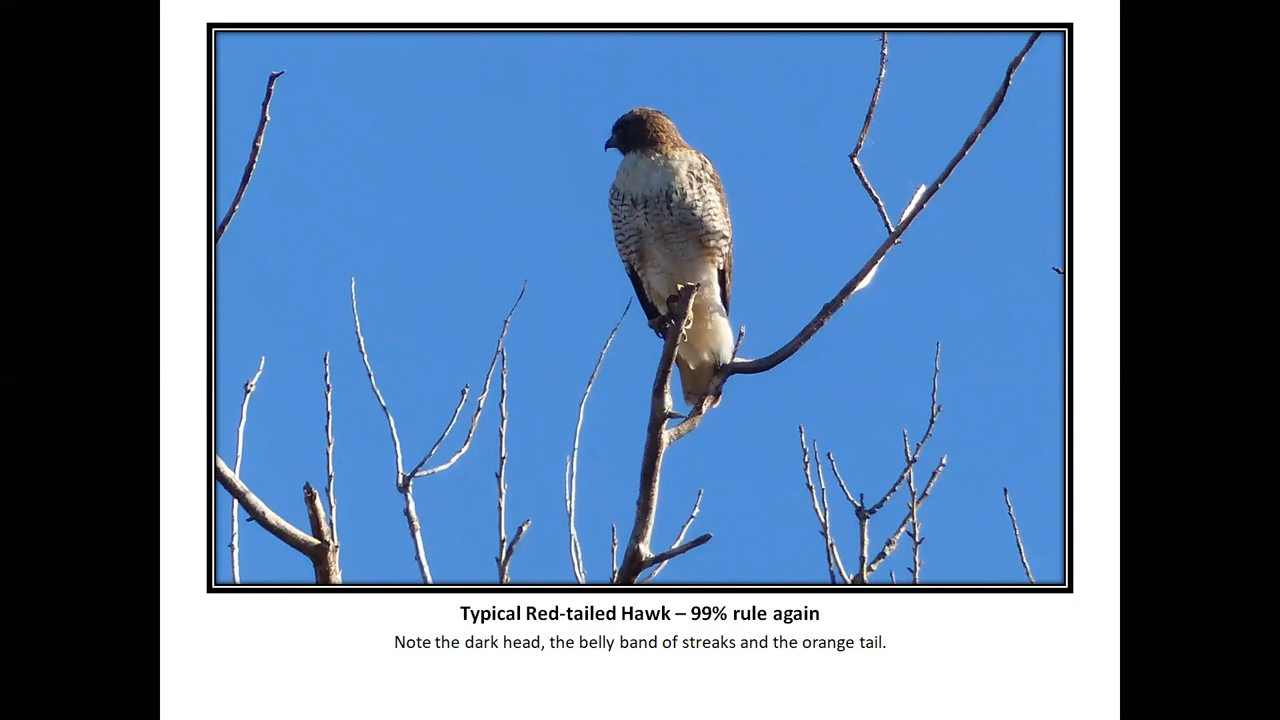 Typical Red-tailed Hawk – 99% rule again
Note the dark head, the belly band of streaks and the orange tail.